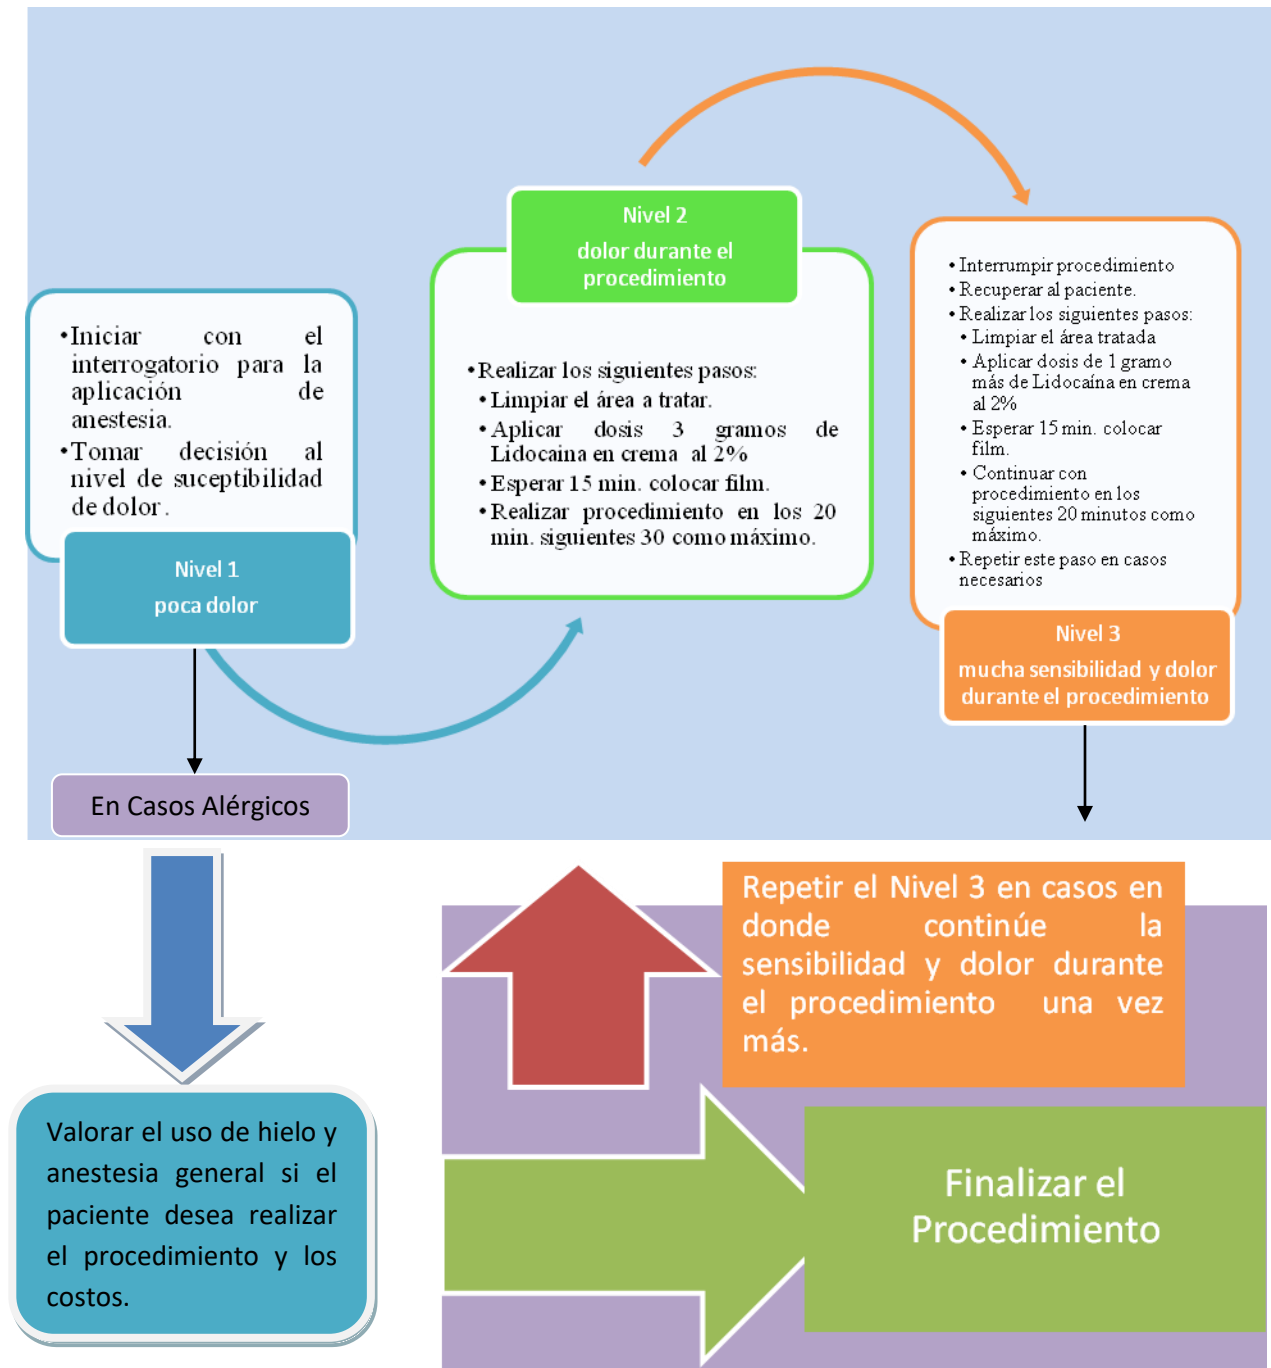 •Iniciar con el
interrogatorio para la
aplicación de
anestesia.
•Tomar decisión al
nivel de suceptibilidad
de dolor .
Nivel 1
poca dolor
En Casos Alérgicos
Valorar el uso de hielo y
anestesia general si el
paciente desea realizar
el procedimiento y los
costos.
Nivel 2
dolor durante el
procedimiento
•Realizar los siguientes pasos:
•Limpiar el área a tratar.
•Aplicar dosis 3 gramos de
Lidocaina en crema al 2%
•Esperar 15 min. colocar film.
•Realizar procedimiento en los 20
min. siguientes 30 como máximo.
•Interrumpir procedimiento
•Recuperar al paciente.
•Realizar los siguientes pasos:
•Limpiar el área tratada
•Aplicar dosis de 1 gramo
más de Lidocaína en crema
al 2%
•Esperar 15 min. colocar
film.
•Continuar con
procedimiento en los
siguientes 20 minutos como
máximo.
•Repetir este paso en casos
necesarios
Nivel 3
mucha sensibilidad y dolor
durante el procedimiento
Repetir el Nivel 3 en casos en
donde continúe la
sensibilidad y dolor durante
el procedimiento una vez
más.
Finalizar el
Procedimiento